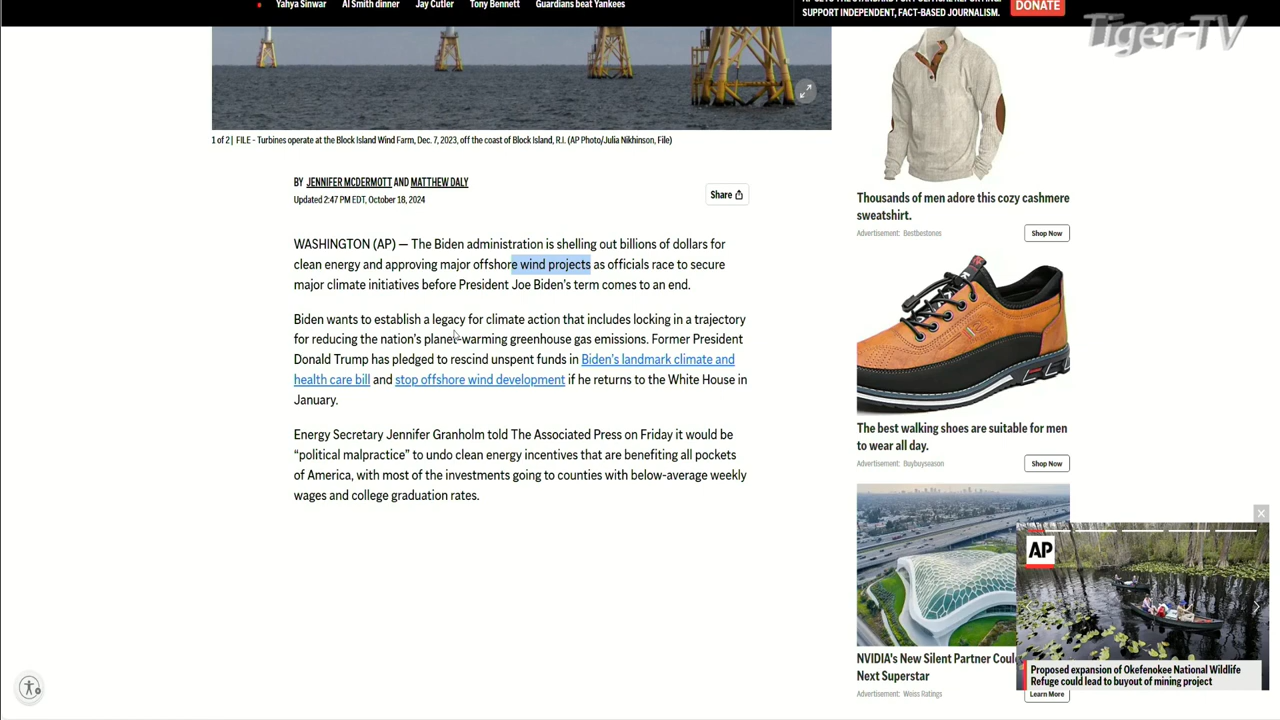 Yahya Sinwar
Al Smith dinner
Jay Cutler
Tony Bennett
Guardians beat Yankees
SUPPORT INDEPENDENT, FACT-BASED JOURNALISM.
DONATE
Tiger-TV
1 of 2 | FILE - Turbines operate at the Block Island Wind Farm, Dec. 7, 2023, off the coast of Block Island, R.I. (AP Photo/Julia Nikhinson, File)
BY JENNIFER MCDERMOTT AND MATTHEW DALY
Updated 2:47 PM EDT, October 18, 2024
Share
WASHINGTON (AP) — The Biden administration is shelling out billions of dollars for
clean energy and approving major offshore wind projects as officials race to secure
major climate initiatives before President Joe Biden’s term comes to an end.
Biden wants to establish a legacy for climate action that includes locking in a trajectory
for reducing the nation’s planet-warming greenhouse gas emissions. Former President
Donald Trump has pledged to rescind unspent funds in Biden’s landmark climate and
health care bill and stop offshore wind development if he returns to the White House in
January.
Energy Secretary Jennifer Granholm told The Associated Press on Friday it would be
“political malpractice” to undo clean energy incentives that are benefiting all pockets
of America, with most of the investments going to counties with below-average weekly
wages and college graduation rates.
Thousands of men adore this cozy cashmere
sweatshirt.
Advertisement: Bestbestones
Shop Now
The best walking shoes are suitable for men
to wear all day.
Advertisement: Buybuyseason
Shop Now
NVIDIA's New Silent Partner
Next Superstar
Advertisement: Weiss Ratings
Learn More
AP
Proposed expansion of Okefenokee National Wildlife
Refuge could lead to buyout of mining project